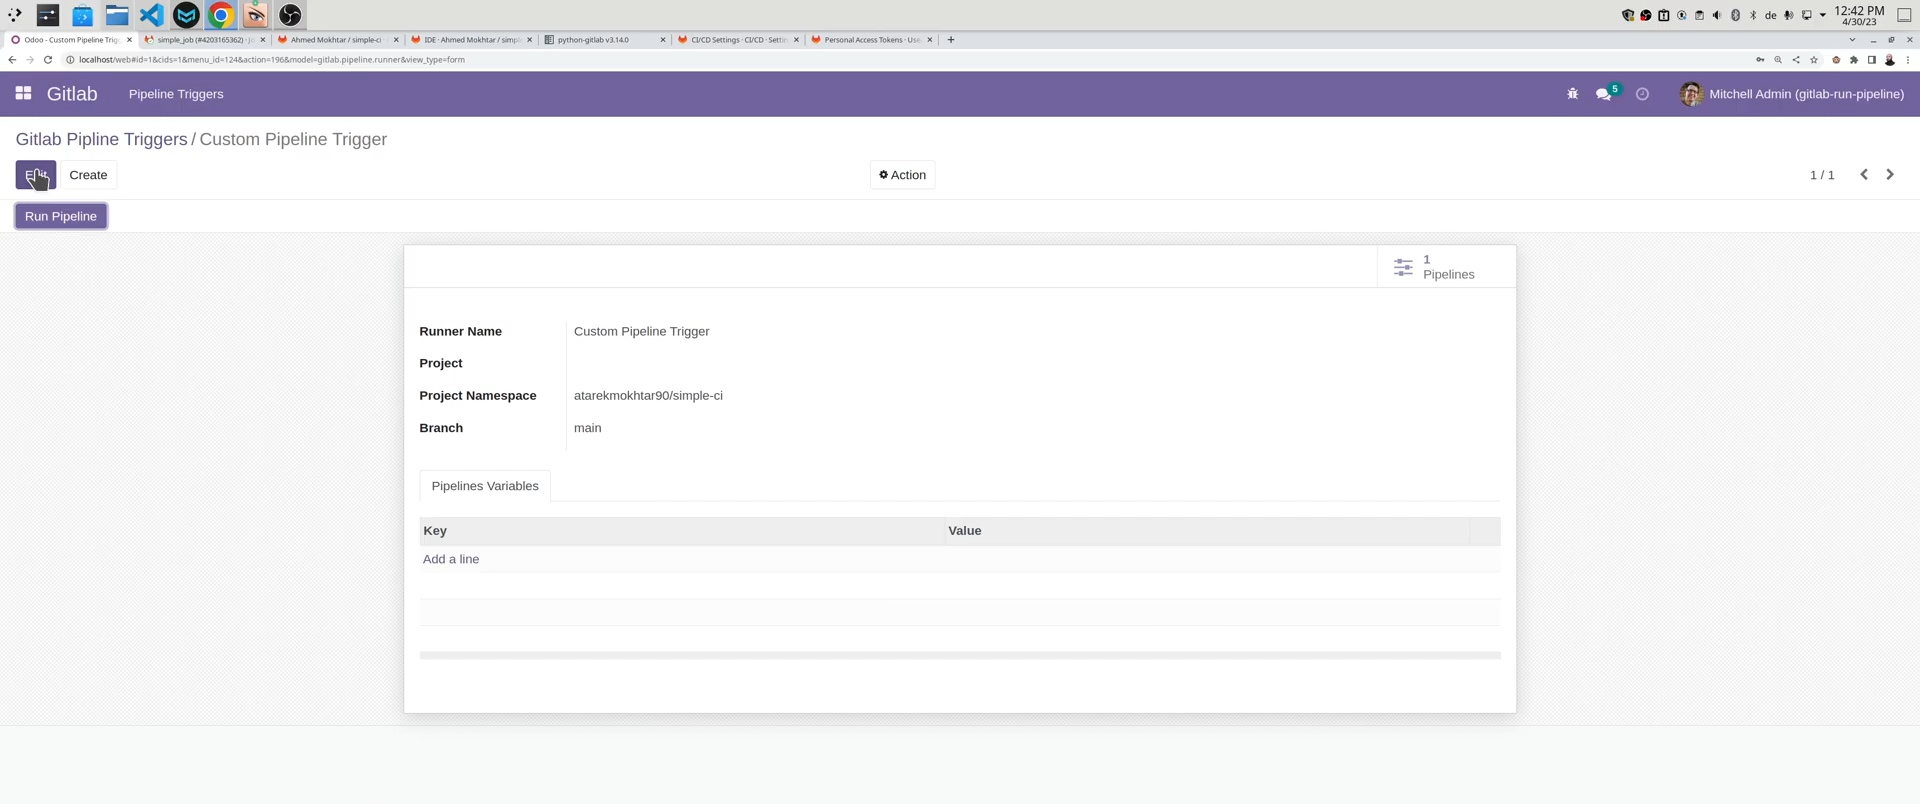 de
12:42 PM
4/30/23
Odoo - Custom Pipeline Trigg
simple_job (#4203165362) · Jo
Ahmed Mokhtar / simple-ci ·
IDE · Ahmed Mokhtar / simple
python-gitlab v3.14.0
CI/CD Settings · CI/CD · Settin
Personal Access Tokens · Use
localhost/web#id=1&cids=1&menu_id=124&action=196&model=gitlab.pipeline.runner&view_type=form
Gitlab
Pipeline Triggers
5
Mitchell Admin (gitlab-run-pipeline)
Gitlab Pipline Triggers / Custom Pipeline Trigger
Create
Action
1 / 1
Run Pipeline
1
Pipelines
Runner Name
Custom Pipeline Trigger
Project
Project Namespace
atarekmokhtar90/simple-ci
Branch
main
Pipelines Variables
Key
Value
Add a line